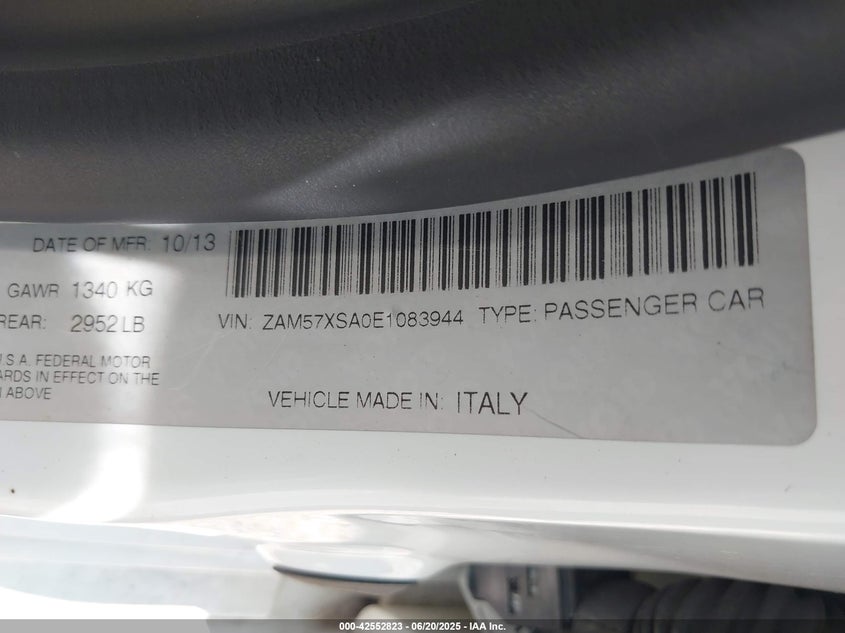 DATE OF MFR: 10/13
GAWR 1340 KG
REAR: 2952 LB
VIN: ZAM57XSA0E1083944 TYPE: PASSENGER CAR
U.S.A. FEDERAL MOTOR
ARDS IN EFFECT ON THE
ABOVE
VEHICLE MADE IN: ITALY
000-42552823 / 06/20/2025 - IAA Inc.